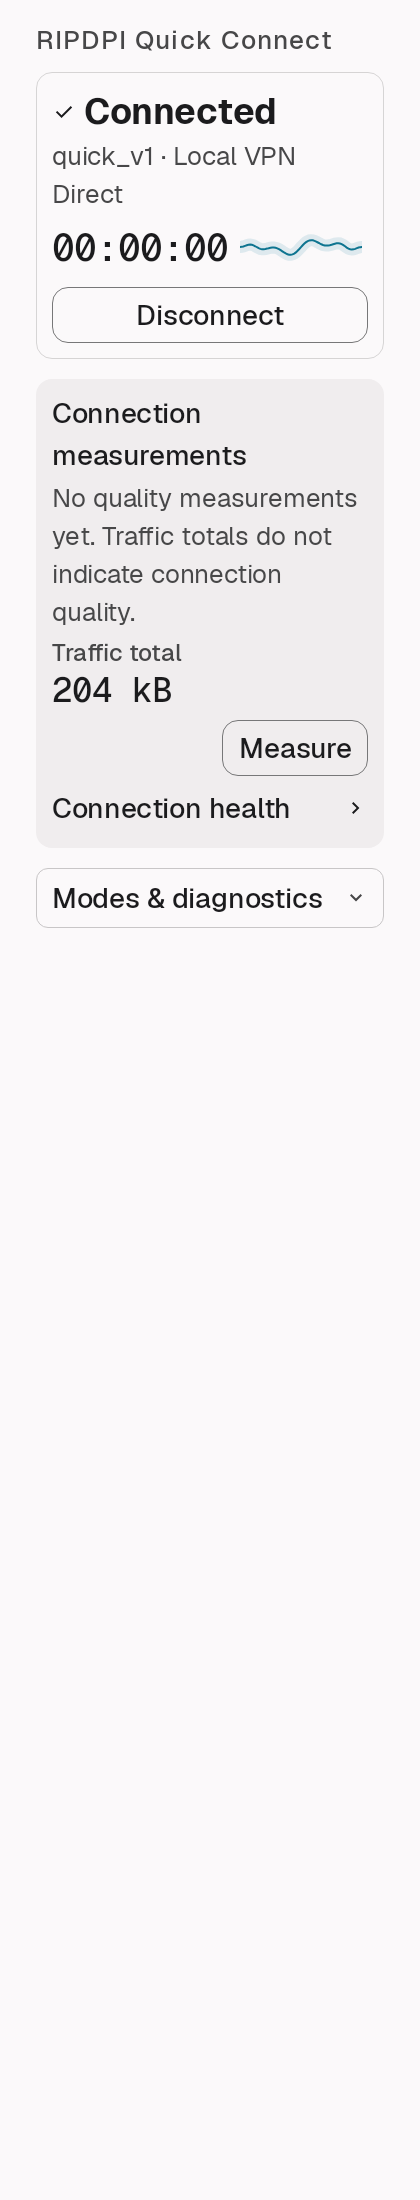 RIPDPI Quick Connect
Connected
quick_v1 · Local VPN
Direct
00:00:00
Disconnect
Connection
measurements
No quality measurements
yet. Traffic totals do not
indicate connection
quality.
Traffic total
204 kB
Measure
Connection health
Modes & diagnostics